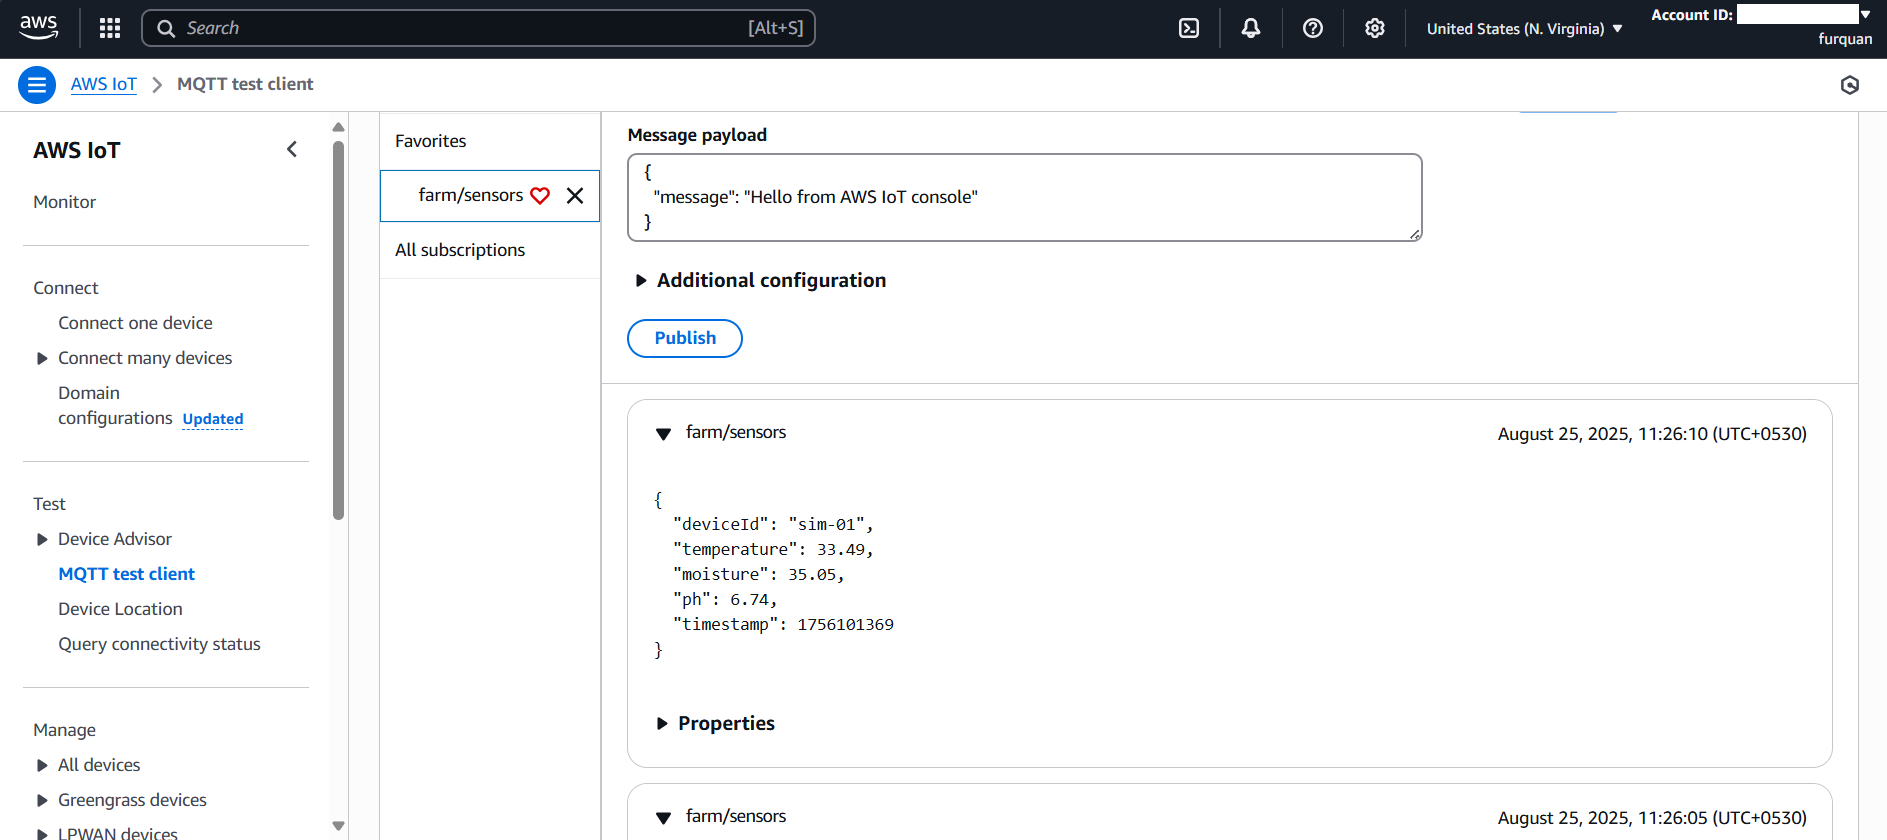 aws
Search
[Alt+S]
United States (N. Virginia)
Account ID:
furquan
AWS IoT
MQTT test client
AWS IoT
Monitor
Connect
Connect one device
Connect many devices
Domain
configurations Updated
Test
Device Advisor
MQTT test client
Device Location
Query connectivity status
Manage
All devices
Greengrass devices
LPWAN devices
Favorites
farm/sensors
All subscriptions
Message payload
{
"message": "Hello from AWS IoT console"
}
Additional configuration
Publish
farm/sensors
August 25, 2025, 11:26:10 (UTC+0530)
{
"deviceId": "sim-01",
"temperature": 33.49,
"moisture": 35.05,
"ph": 6.74,
"timestamp": 1756101369
}
Properties
farm/sensors
August 25, 2025, 11:26:05 (UTC+0530)